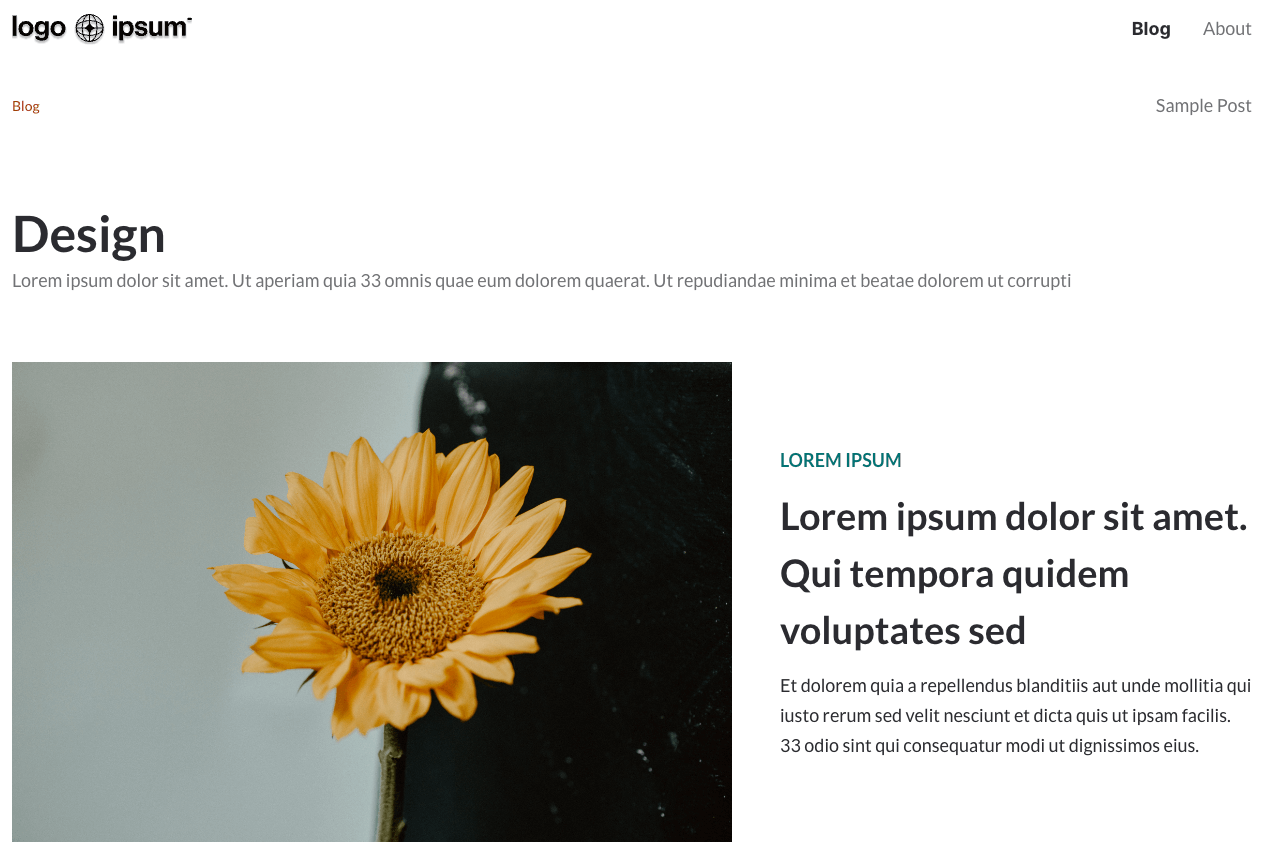 logo ipsum
Blog About
Blog
Sample Post
Design
Lorem ipsum dolor sit amet. Ut aperiam quia 33 omnis quae eum dolorem quaerat. Ut repudiandae minima et beatae dolorem ut corrupti
LOREM IPSUM
Lorem ipsum dolor sit amet.
Qui tempora quidem
voluptates sed
Et dolorem quia a repellendus blanditiis aut unde mollitia qui
iusto rerum sed velit nesciunt et dicta quis ut ipsam facilis.
33 odio sint qui consequatur modi ut dignissimos eius.